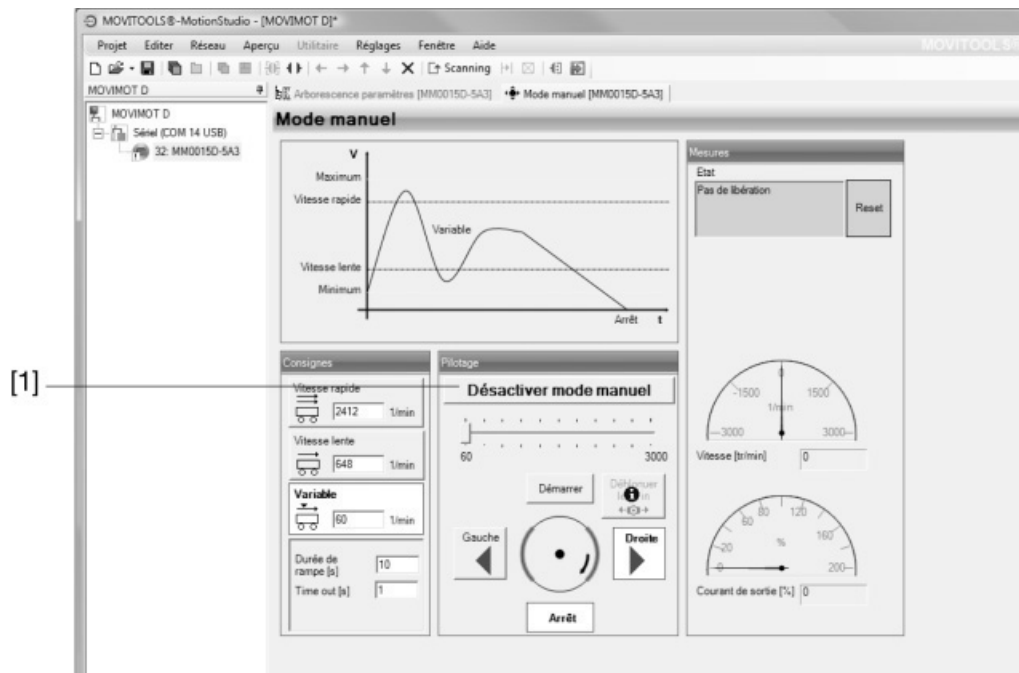 MOVITOOLS®-MotionStudio - [MOVIMOT D]*
Projet Editer Réseau Aperçu Utilitaire Réglages Fenêtre Aide
MOVITOOLS®
Scanning
MOVIMOT D
Arborescence paramètres [MM0015D-5A3]
Mode manuel [MM0015D-5A3]
MOVIMOT D
Sériel (COM 14 USB)
32: MM0015D-5A3
Mode manuel
V
Maximum
Vitesse rapide
Variable
Vitesse lente
Minimum
Arrêt t
Mesures
Etat
Pas de libération
Reset
[1]
Consignes
Vitesse rapide
2412 1/min
Vitesse lente
648 1/min
Variable
60 1/min
Durée de
rampe [s] 10
Time out [s] 1
Pilotage
Désactiver mode manuel
60 3000
Démarrer
Gauche
Droite
Arrêt
0
-1500 1500
1/min
-3000 3000
Vitesse [tr/min] 0
80 120
60 160
%
20
0 200
Courant de sortie [%] 0